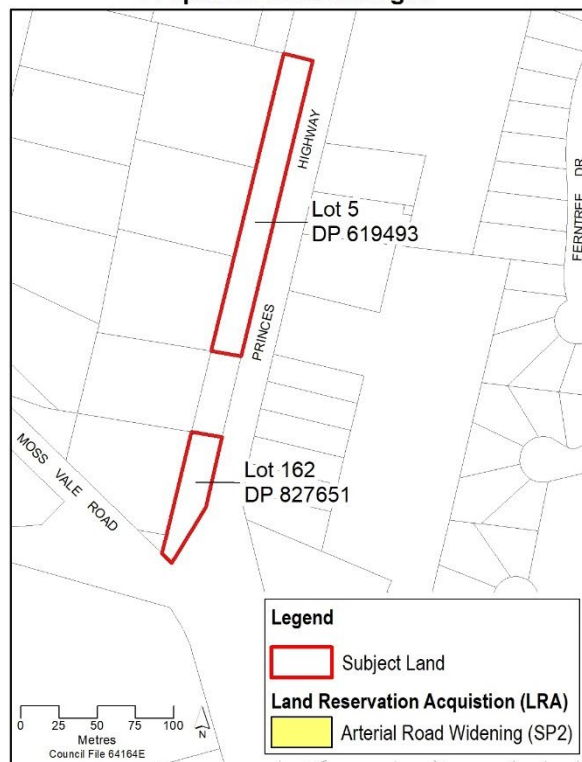 HIGHWAY
Lot 5
DP 619493
FERNTREE DR
PRINCES
Lot 162
DP 827651
MOSS VALE ROAD
Legend
Subject Land
Land Reservation Acquistion (LRA)
Arterial Road Widening (SP2)
0 25 50 75 100
Metres
N
Council File 64164E